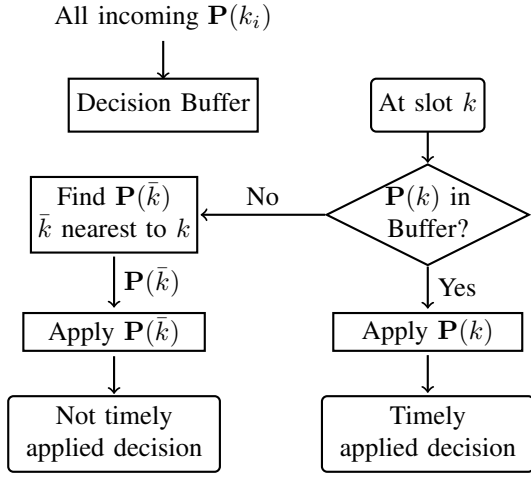 All incoming P(kᵢ)
Decision Buffer
At slot k
P(k) in
Buffer?
No
Find P(k̄)
k̄ nearest to k
P(k̄)
Yes
Apply P(k̄)
Apply P(k)
Not timely
applied decision
Timely
applied decision